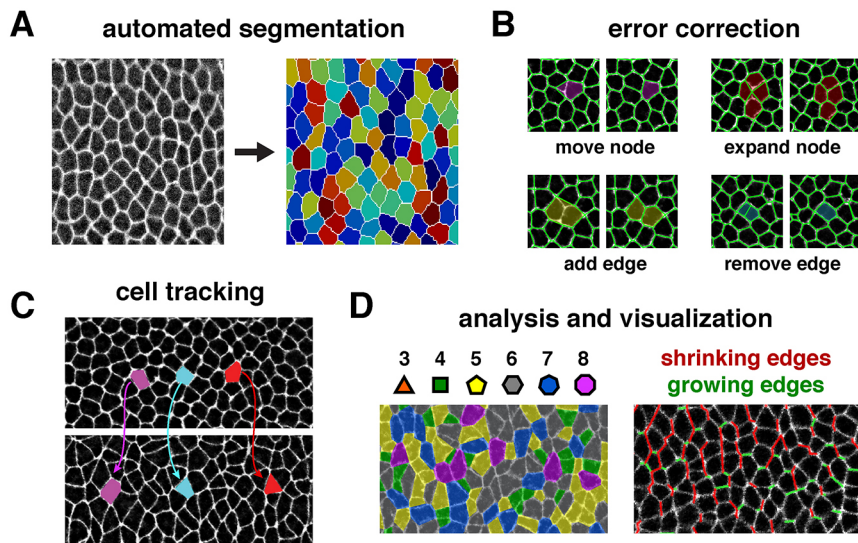 A automated segmentation
B error correction
move node expand node
add edge remove edge
C cell tracking
D analysis and visualization
3 4 5 6 7 8
shrinking edges
growing edges